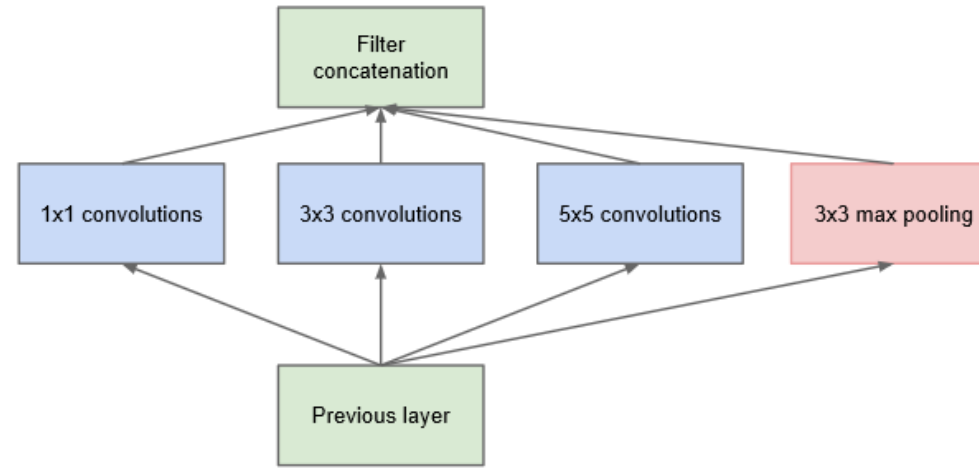 Filter
concatenation
1x1 convolutions
3x3 convolutions
5x5 convolutions
3x3 max pooling
Previous layer